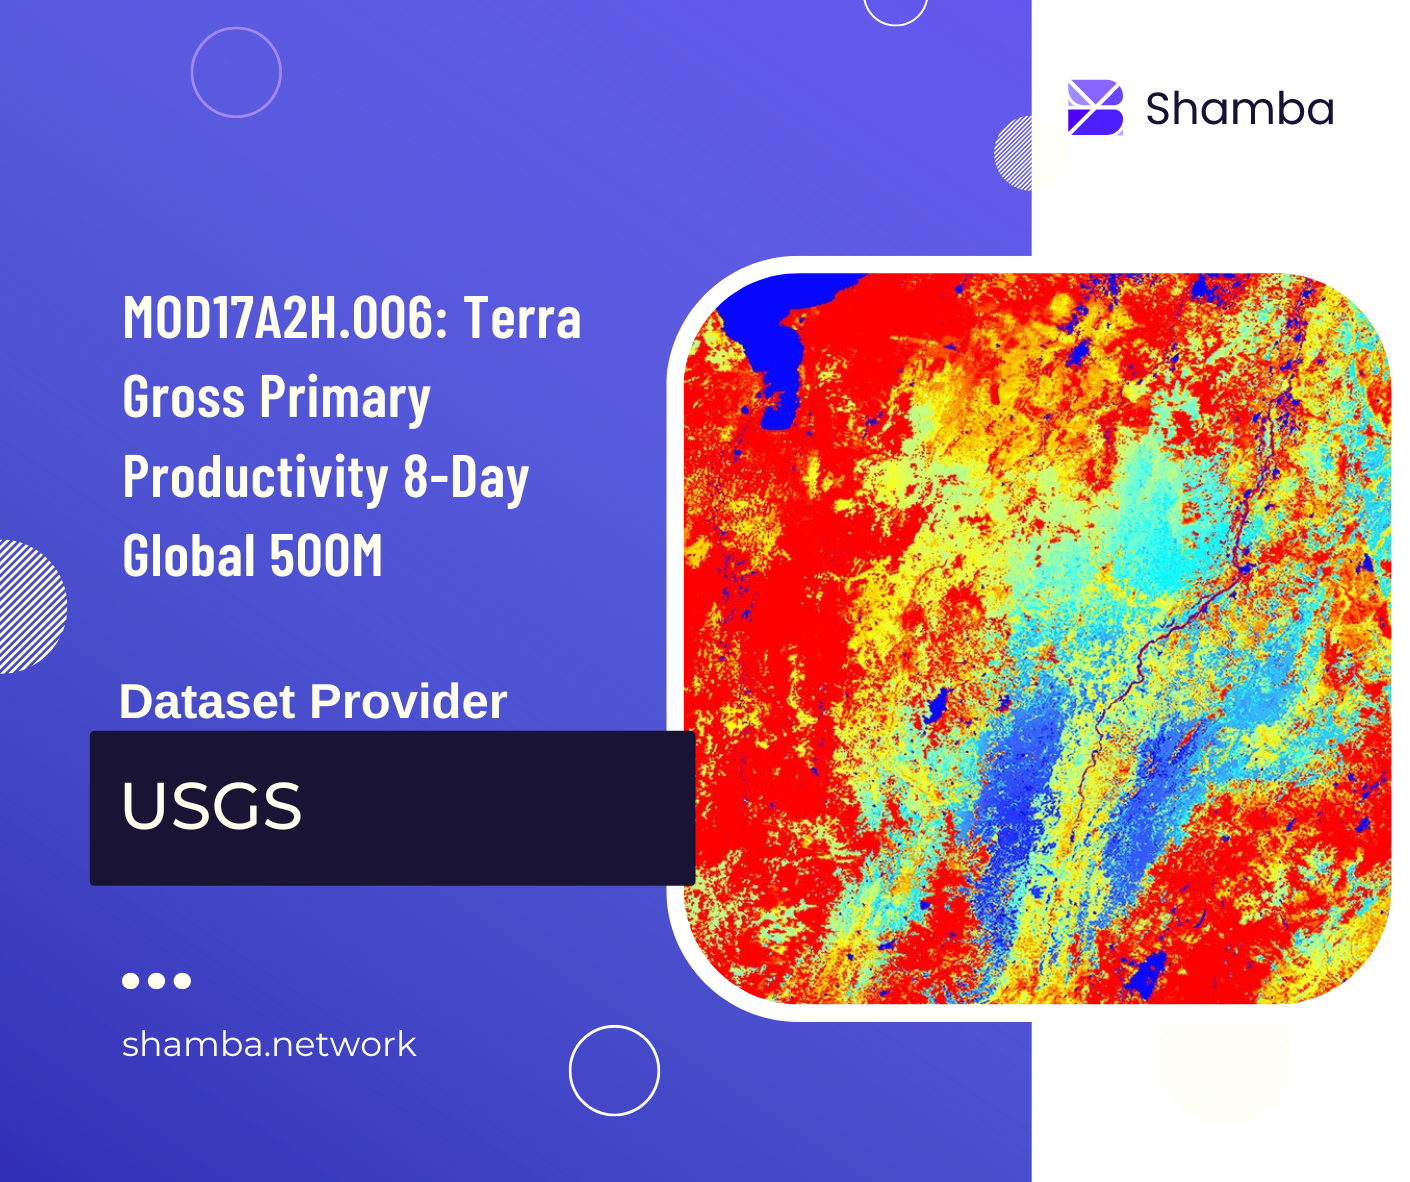 Shamba
MOD17A2H.006: Terra
Gross Primary
Productivity 8-Day
Global 500M
Dataset Provider
USGS
shamba.network